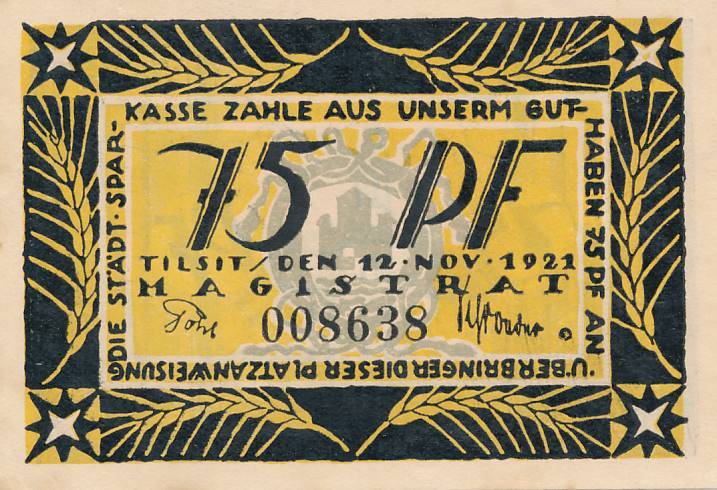 DIE STÄDT·SPAR-
KASSE ZAHLE AUS UNSERM GUT-
HABEN 75 PF AN
ÜBERBRINGER DIESER PLATZANWEISUNG
75 PF
TILSIT/DEN 12·NOV·1921
MAGISTRAT
Pohl
008638